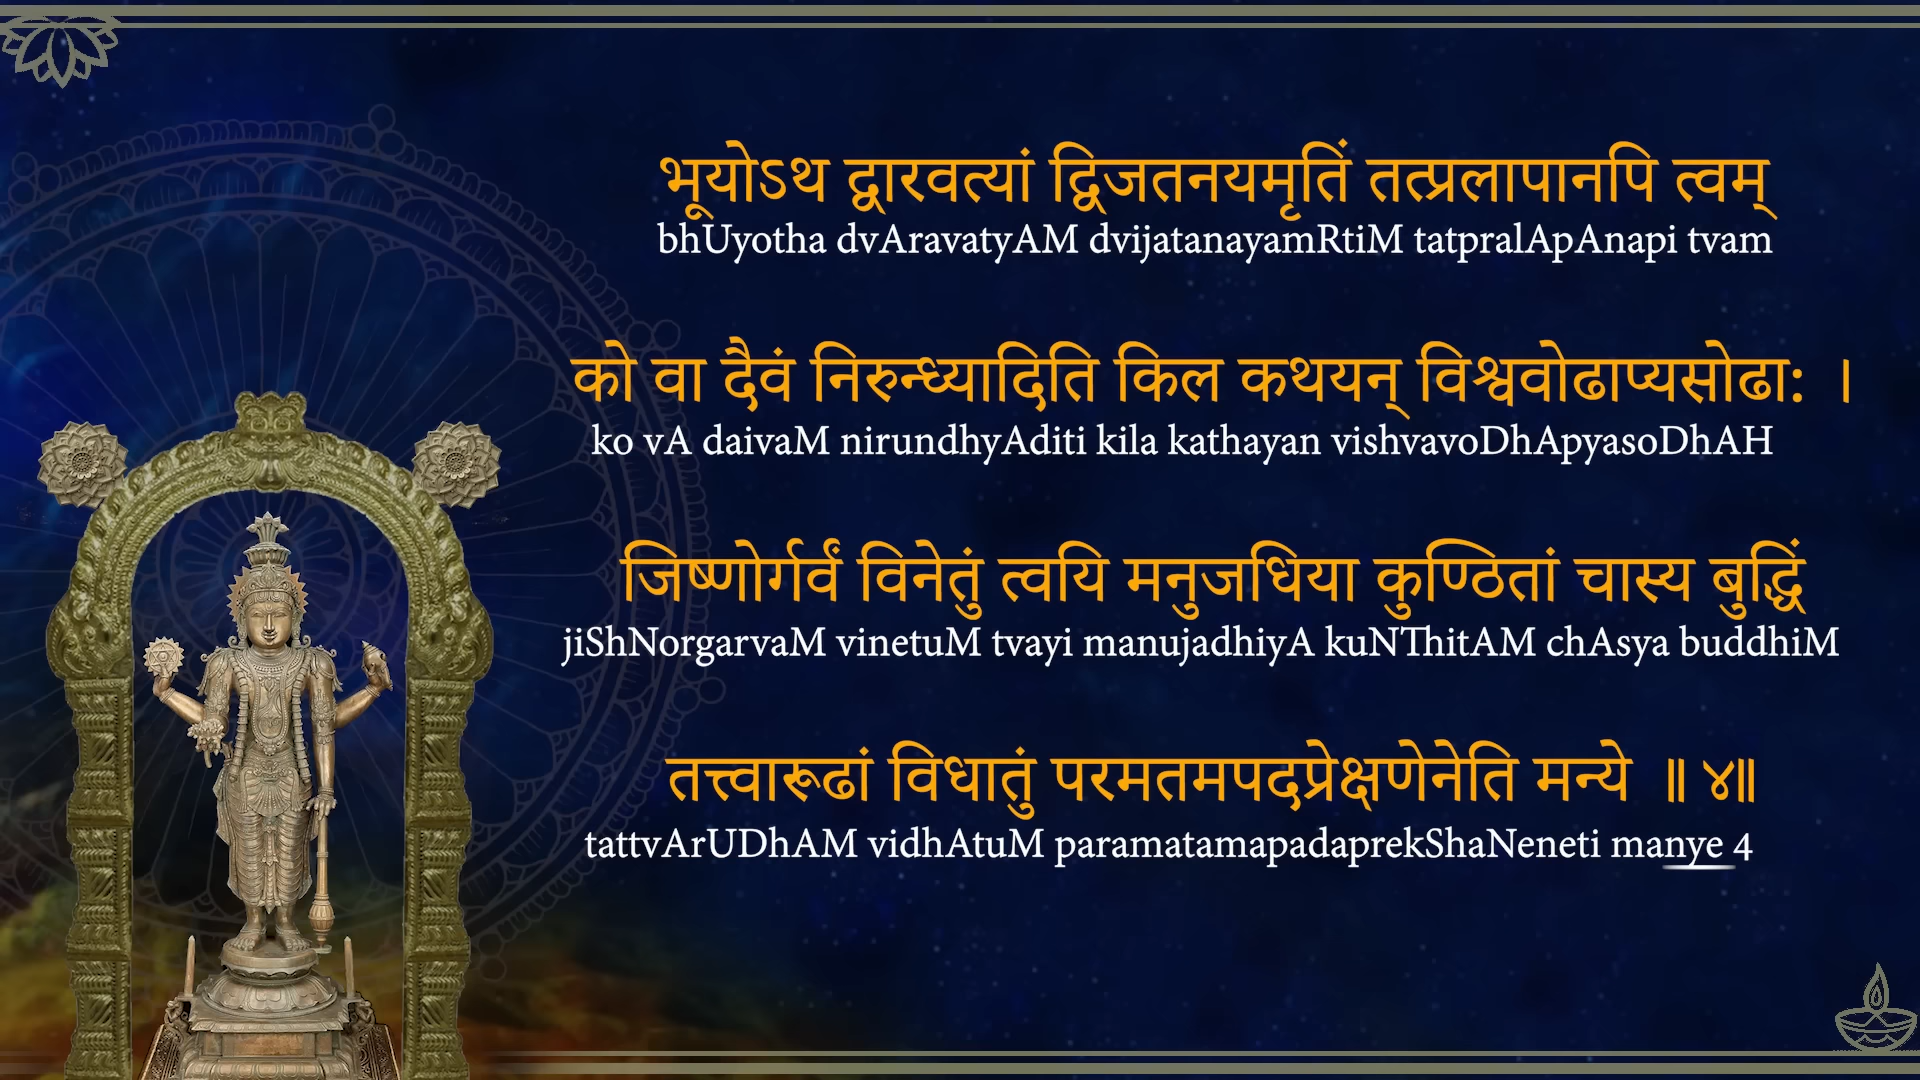 भूयोऽथ द्वारवत्यां द्विजतनयमृतिं तत्प्रलापानपि त्वम्
bhUyotha dvAravatyAM dvijatanayamRtiM tatpralApAnapi tvam
को वा दैवं निरुन्ध्यादिति किल कथयन् विश्ववोढाप्यसोढाः ।
ko vA daivaM nirundhyAditi kila kathayan vishvavoDhApyasoDhAH
जिष्णोर्गर्वं विनेतुं त्वयि मनुजधिया कुण्ठितां चास्य बुद्धिं
jiShNorgarvaM vinetuM tvayi manujadhiyA kuNThitAM chAsya buddhiM
तत्त्वारूढां विधातुं परमतमपदप्रेक्षणेनेति मन्ये ॥ ४॥
tattvArUDhAM vidhAtuM paramatamapadaprekShaNeneti manye 4